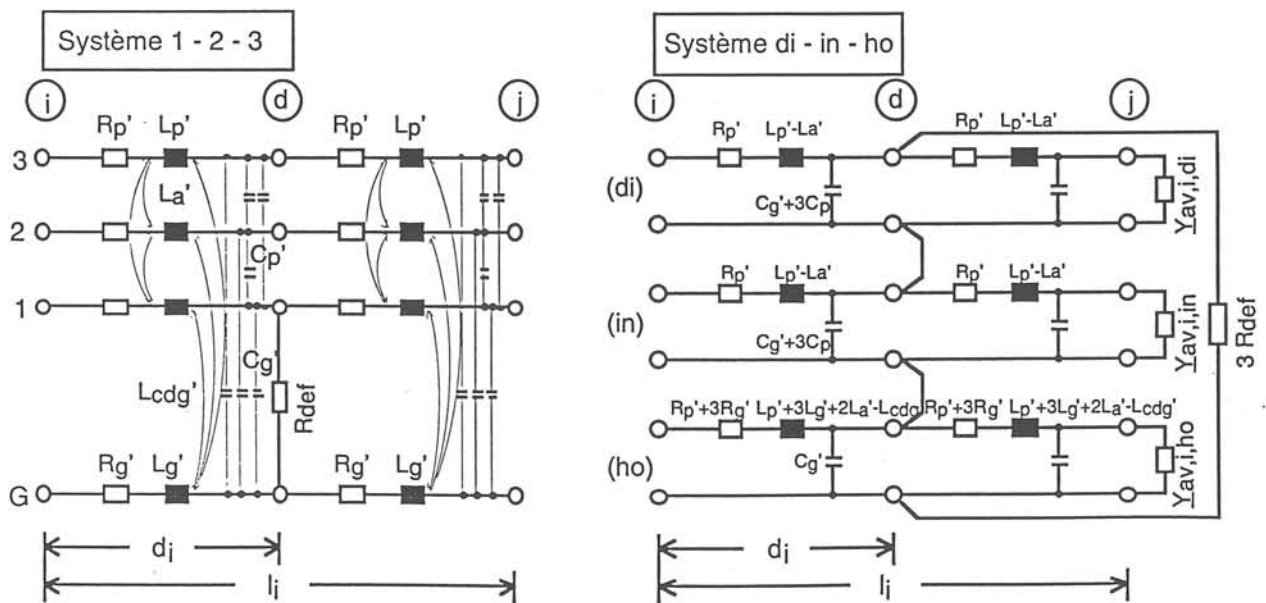 Système 1 - 2 - 3
i d j
Rp' Lp' Rp' Lp'
3
La'
2
Cp'
1
Cg'
Lcdg'
Rdef
Rg' Lg' Rg' Lg'
G
di
li
Système di - in - ho
i d j
Rp' Lp'-La' Rp' Lp'-La'
(di)
Cg'+3Cp
Yav,i,di
Rp' Lp'-La' Rp' Lp'-La'
(in)
Cg'+3Cp
Yav,i,in
3 Rdef
Rp'+3Rg' Lp'+3Lg'+2La'-Lcdg Rp'+3Rg' Lp'+3Lg'+2La'-Lcdg'
(ho)
Cg'
Yav,i,ho
di
li